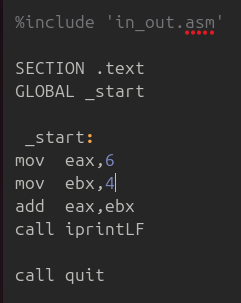 %include 'in_out.asm'
SECTION .text
GLOBAL _start
_start:
mov eax,6
mov ebx,4
add eax,ebx
call iprintLF
call quit